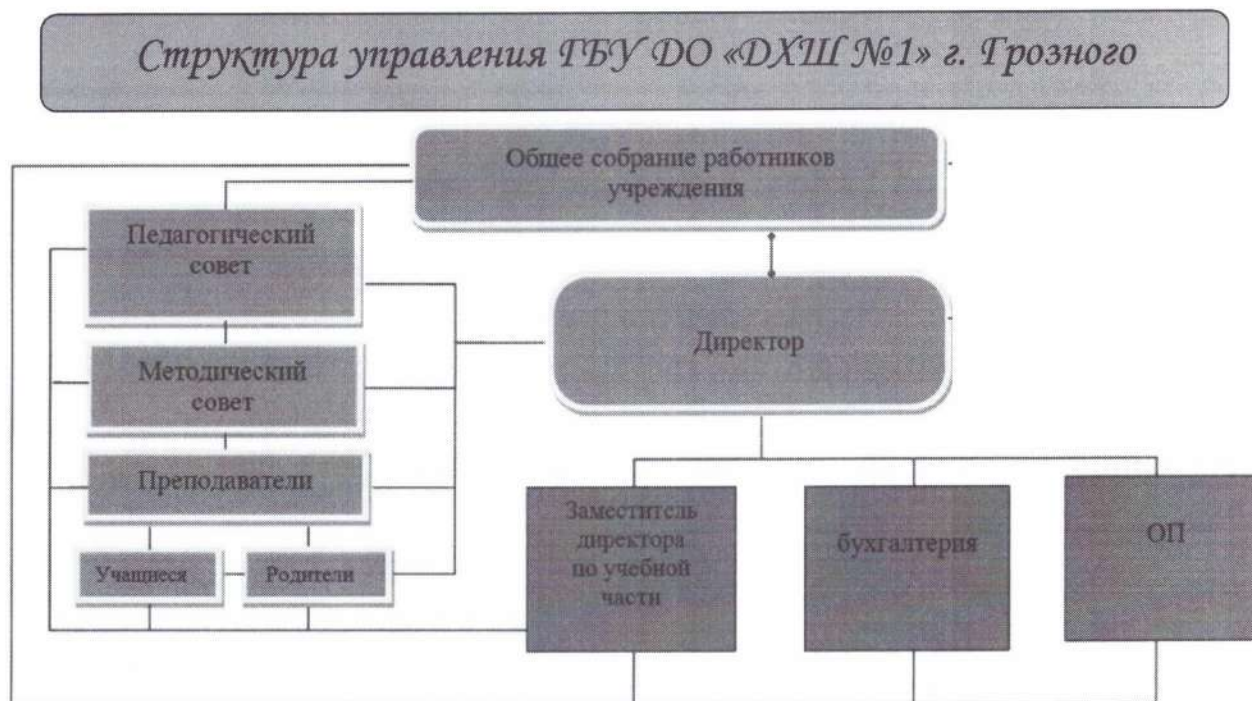 Структура управления ГБУ ДО «ДХШ №1» г. Грозного
Общее собрание работников
учреждения
Педагогический
совет
Директор
Методический
совет
Преподаватели
Учащиеся
Родители
Заместитель
директора
по учебной
части
бухгалтерия
ОП